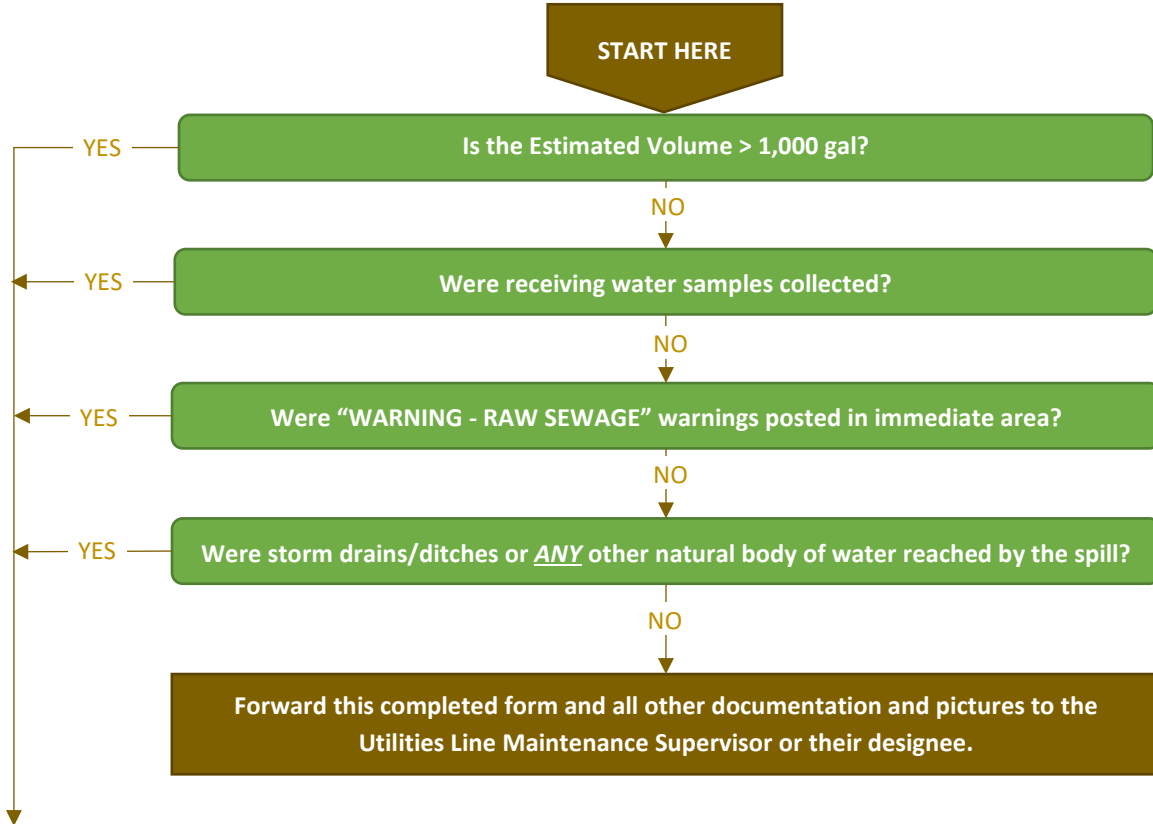 START HERE
YES
Is the Estimated Volume > 1,000 gal?
NO
YES
Were receiving water samples collected?
NO
YES
Were “WARNING - RAW SEWAGE” warnings posted in immediate area?
NO
YES
Were storm drains/ditches or ANY other natural body of water reached by the spill?
NO
Forward this completed form and all other documentation and pictures to the
Utilities Line Maintenance Supervisor or their designee.